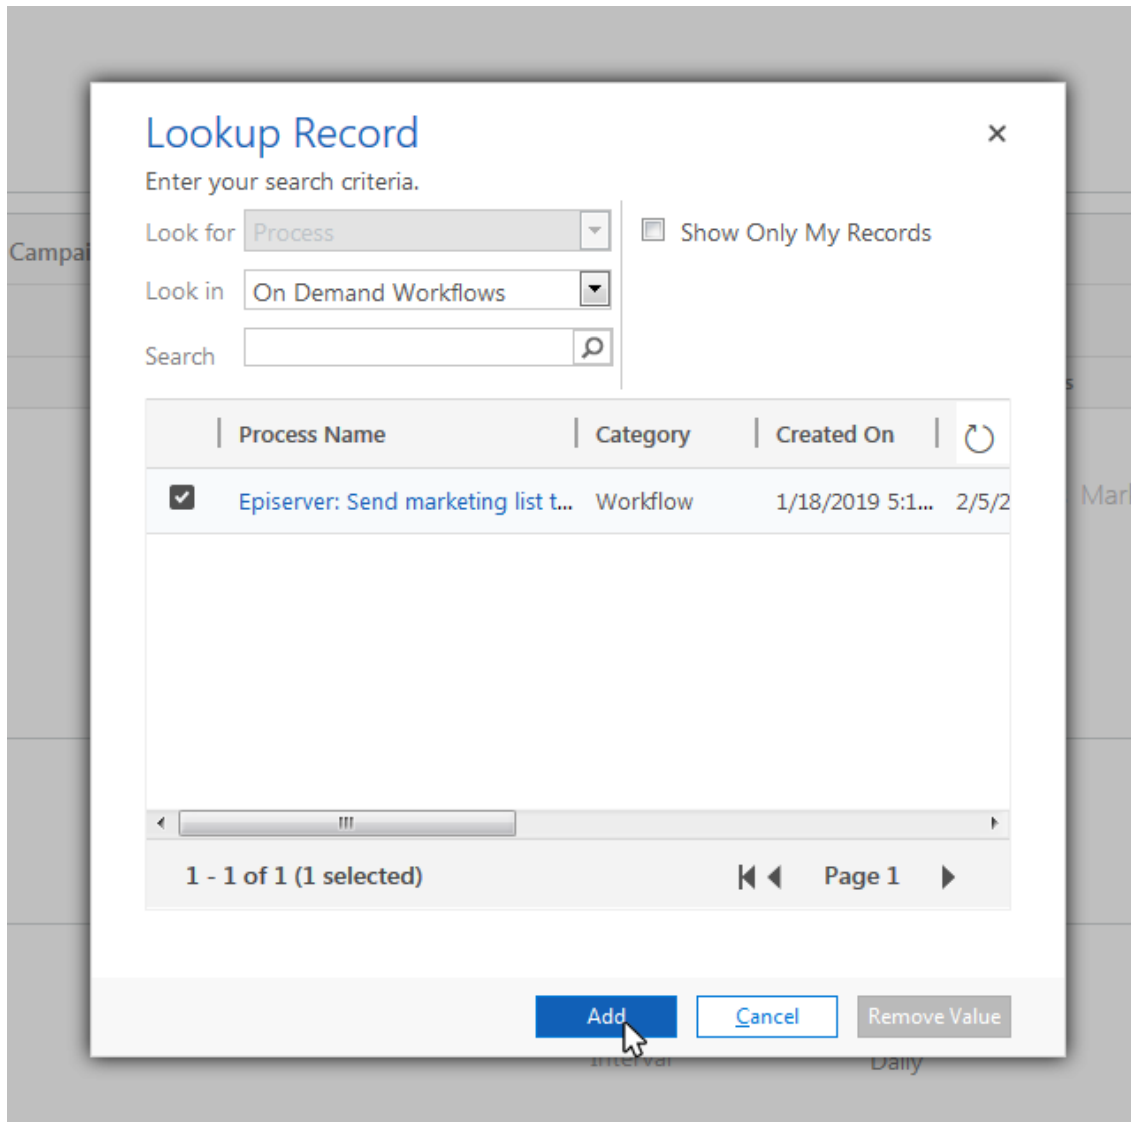 Lookup Record
Enter your search criteria.
Look for Process
Show Only My Records
Look in On Demand Workflows
Search
Campai
s
Process Name Category Created On
Episerver: Send marketing list t... Workflow 1/18/2019 5:1... 2/5/2
Mar
1 - 1 of 1 (1 selected) Page 1
Add Cancel Remove Value
Interval Daily